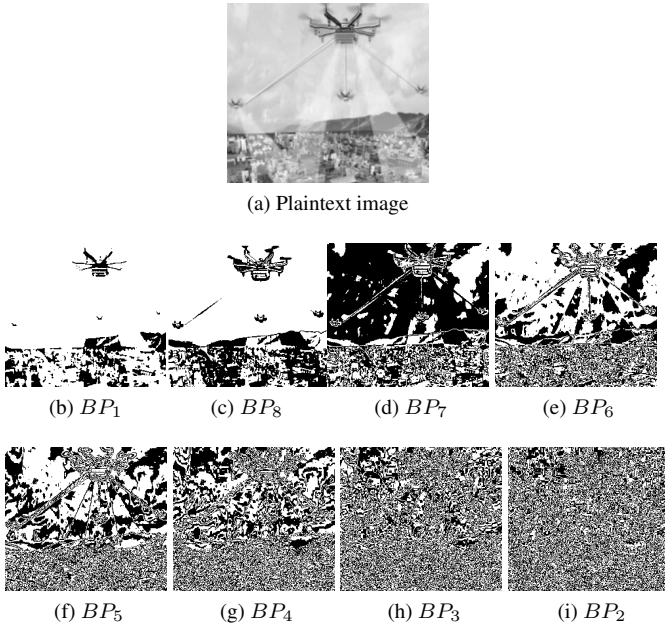 (a) Plaintext image
(b) BP₁
(c) BP₈
(d) BP₇
(e) BP₆
(f) BP₅
(g) BP₄
(h) BP₃
(i) BP₂